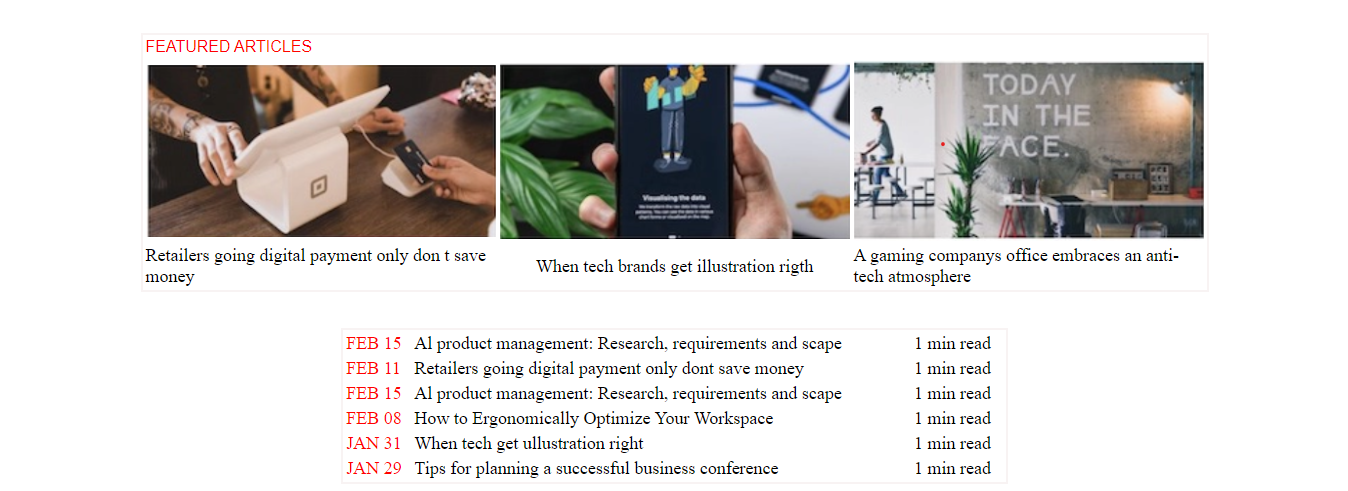 FEATURED ARTICLES
TODAY
IN THE
FACE.
Visualising the data
Retailers going digital payment only don t save
money
When tech brands get illustration rigth
A gaming companys office embraces an anti-
tech atmosphere
FEB 15 Al product management: Research, requirements and scape 1 min read
FEB 11 Retailers going digital payment only dont save money 1 min read
FEB 15 Al product management: Research, requirements and scape 1 min read
FEB 08 How to Ergonomically Optimize Your Workspace 1 min read
JAN 31 When tech get ullustration right 1 min read
JAN 29 Tips for planning a successful business conference 1 min read